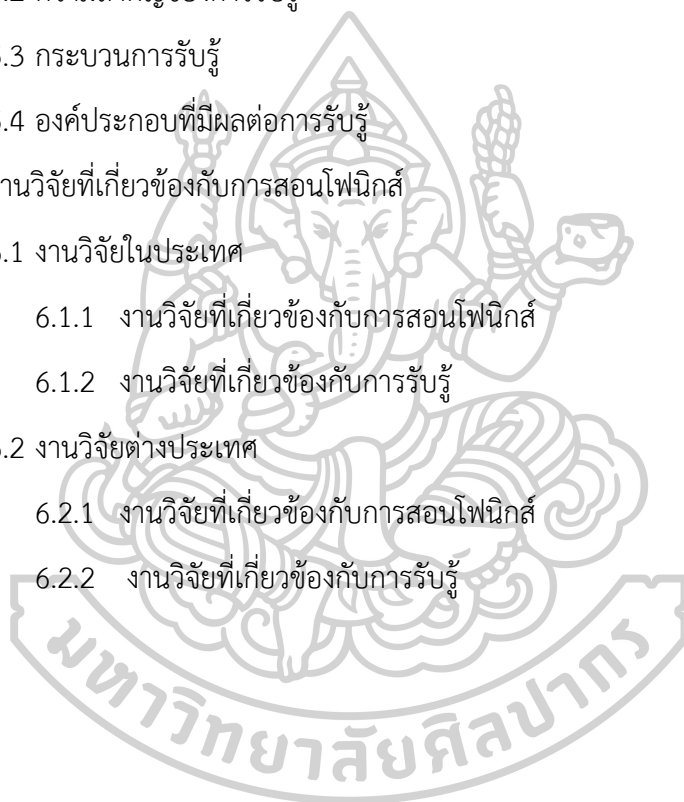 .3 กระบวนการรับรู้
.4 องค์ประกอบที่มีผลต่อการรับรู้
านวิจัยที่เกี่ยวข้องกับการสอนโฟนิกส์
.1 งานวิจัยในประเทศ
6.1.1 งานวิจัยที่เกี่ยวข้องกับการสอนโฟนิกส์
6.1.2 งานวิจัยที่เกี่ยวข้องกับการรับรู้
.2 งานวิจัยต่างประเทศ
6.2.1 งานวิจัยที่เกี่ยวข้องกับการสอนโฟนิกส์
6.2.2 งานวิจัยที่เกี่ยวข้องกับการรับรู้
มหาวิทยาลัยศิลปากร